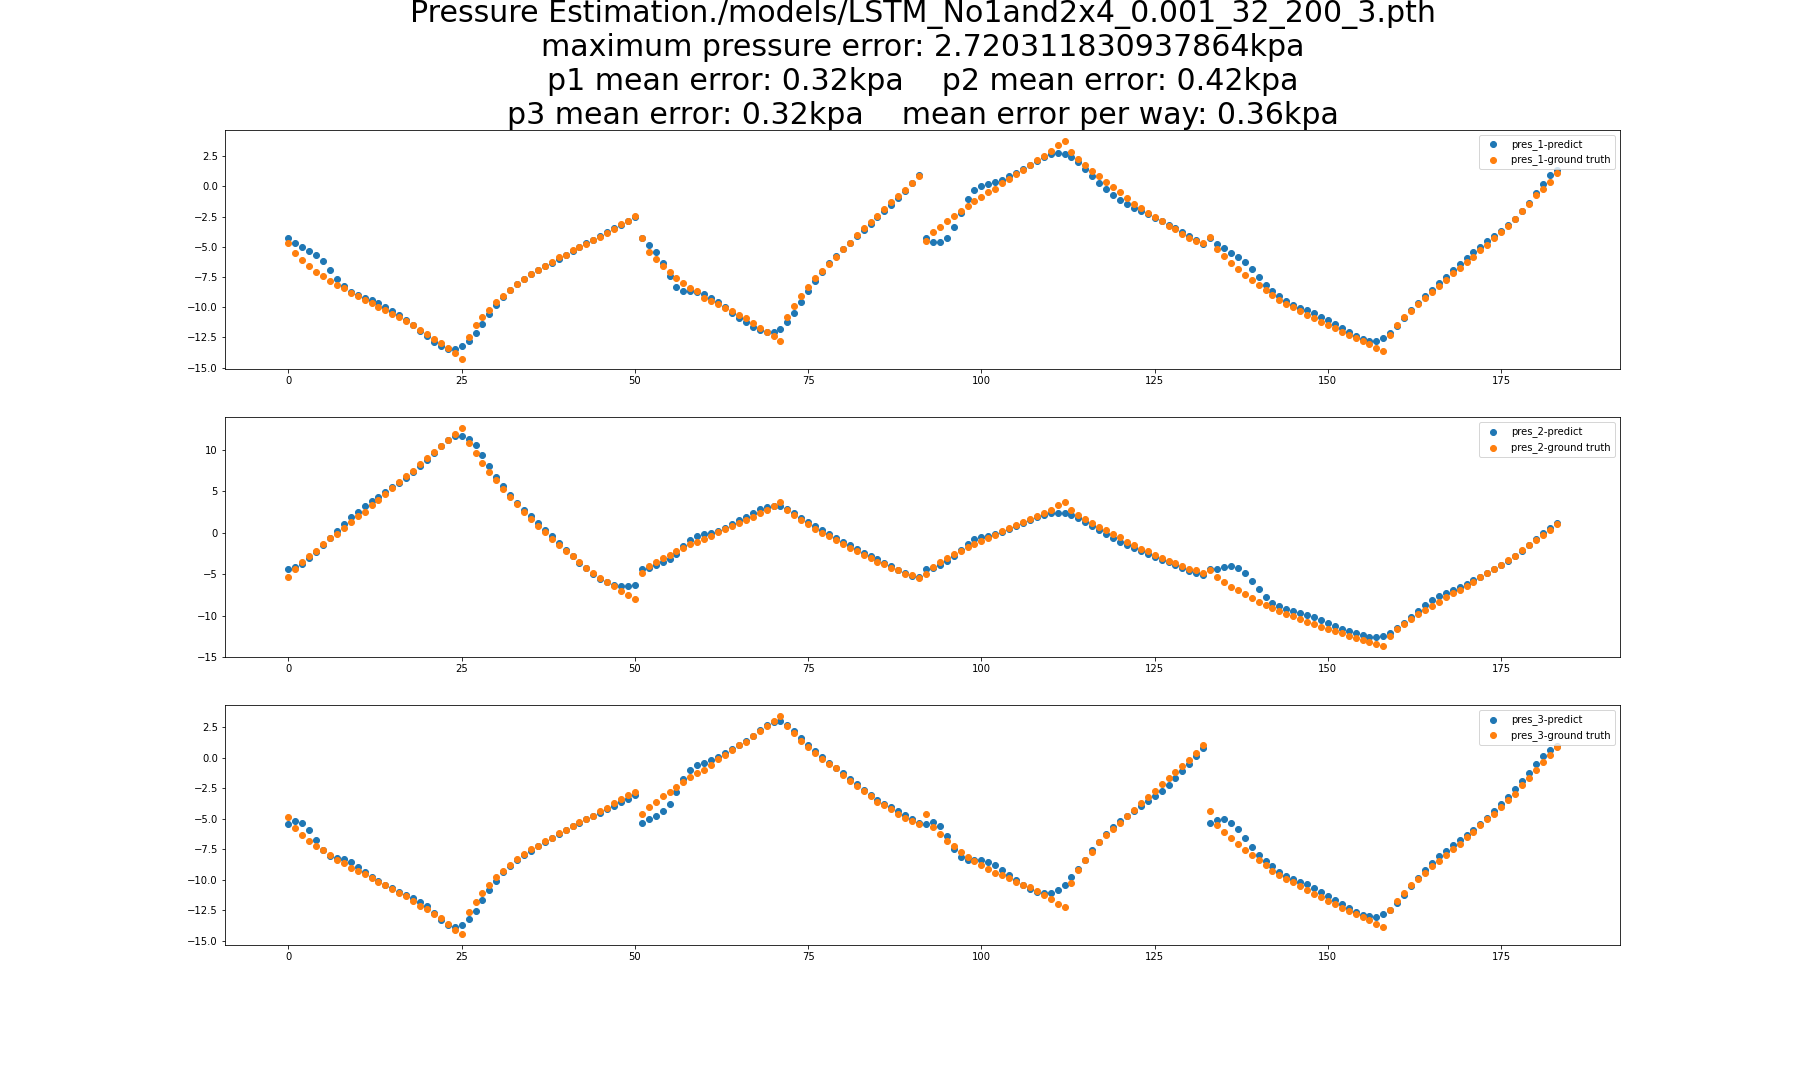 Pressure Estimation./models/LSTM_No1and2x4_0.001_32_200_3.pth
maximum pressure error: 2.720311830937864kpa
p1 mean error: 0.32kpa    p2 mean error: 0.42kpa
p3 mean error: 0.32kpa    mean error per way: 0.36kpa
pres_1-predict
pres_1-ground truth
2.5
0.0
−2.5
−5.0
−7.5
−10.0
−12.5
−15.0
0 25 50 75 100 125 150 175
pres_2-predict
pres_2-ground truth
10
5
0
−5
−10
−15
0 25 50 75 100 125 150 175
pres_3-predict
pres_3-ground truth
2.5
0.0
−2.5
−5.0
−7.5
−10.0
−12.5
−15.0
0 25 50 75 100 125 150 175